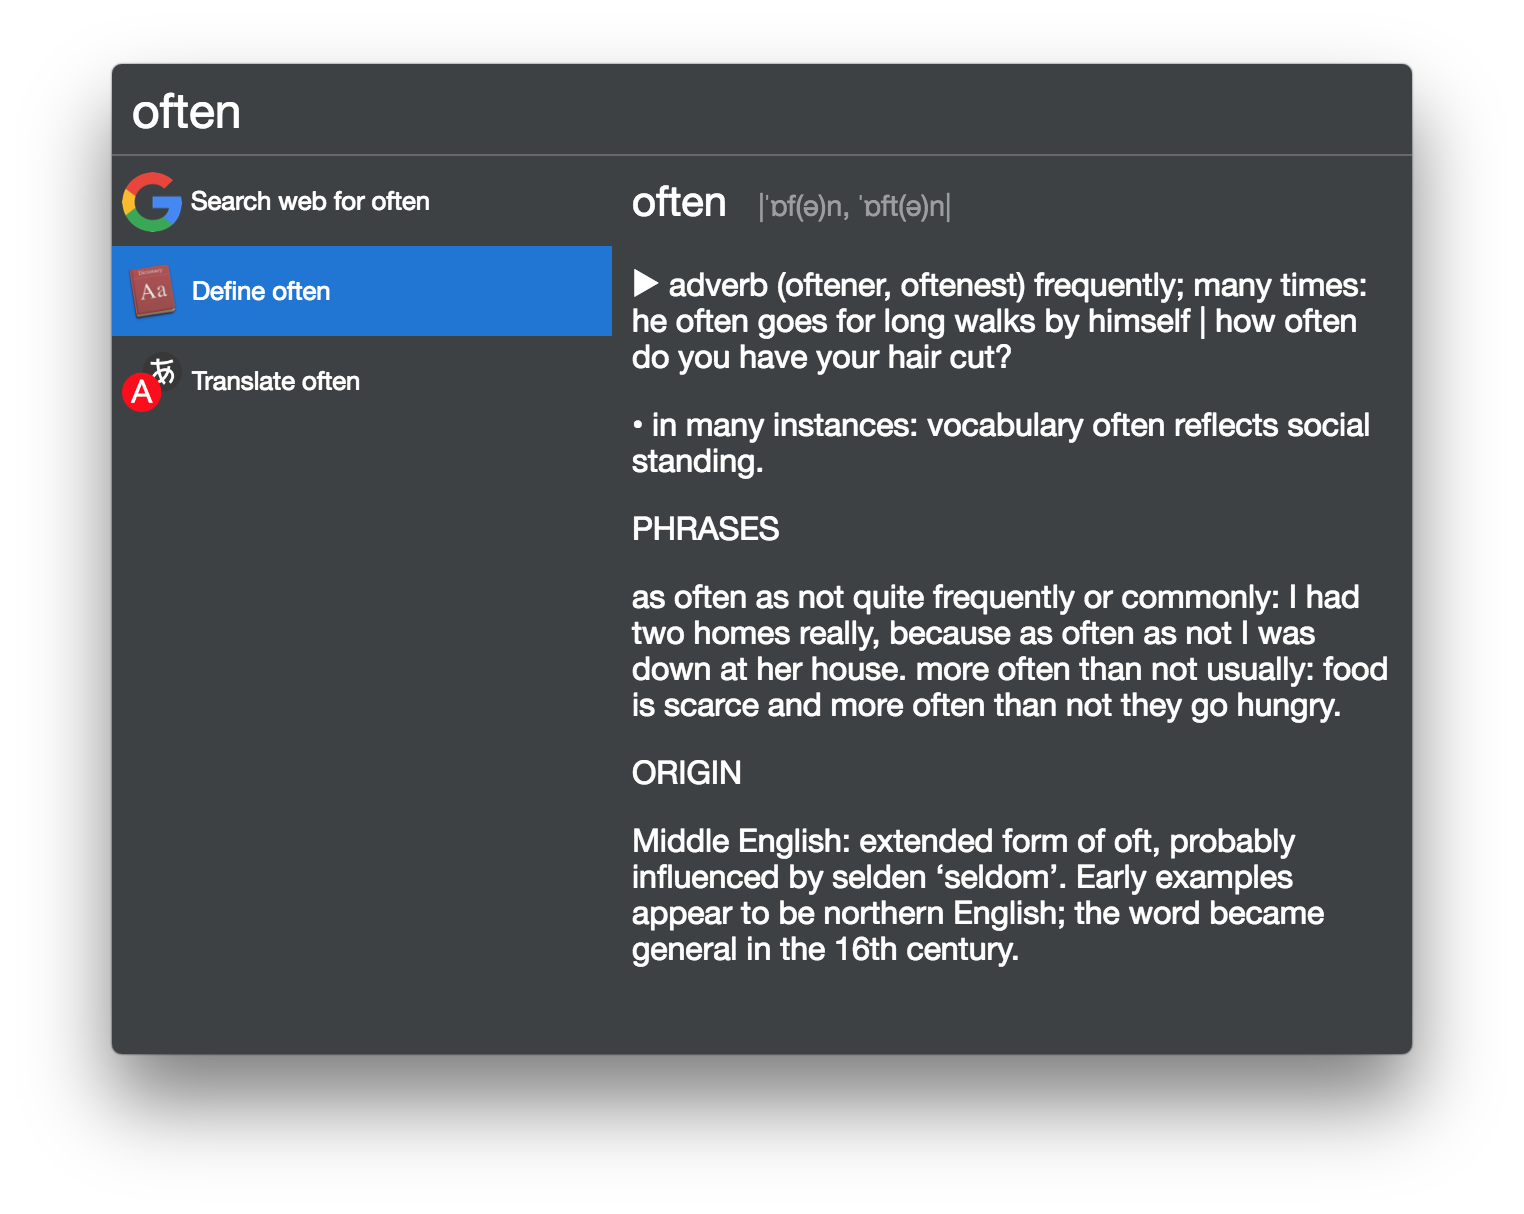 often
Search web for often
Dictionary
Aa
Define often
あ
A
Translate often
often |ˈɒf(ə)n, ˈɒft(ə)n|
▶ adverb (oftener, oftenest) frequently; many times:
he often goes for long walks by himself | how often
do you have your hair cut?
• in many instances: vocabulary often reflects social
standing.
PHRASES
as often as not quite frequently or commonly: I had
two homes really, because as often as not I was
down at her house. more often than not usually: food
is scarce and more often than not they go hungry.
ORIGIN
Middle English: extended form of oft, probably
influenced by selden ‘seldom’. Early examples
appear to be northern English; the word became
general in the 16th century.